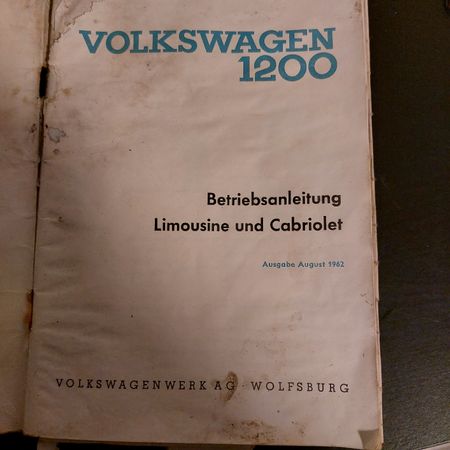 VOLKSWAGEN
1200
Betriebsanleitung
Limousine und Cabriolet
Ausgabe August 1962
VOLKSWAGENWERK AG · WOLFSBURG